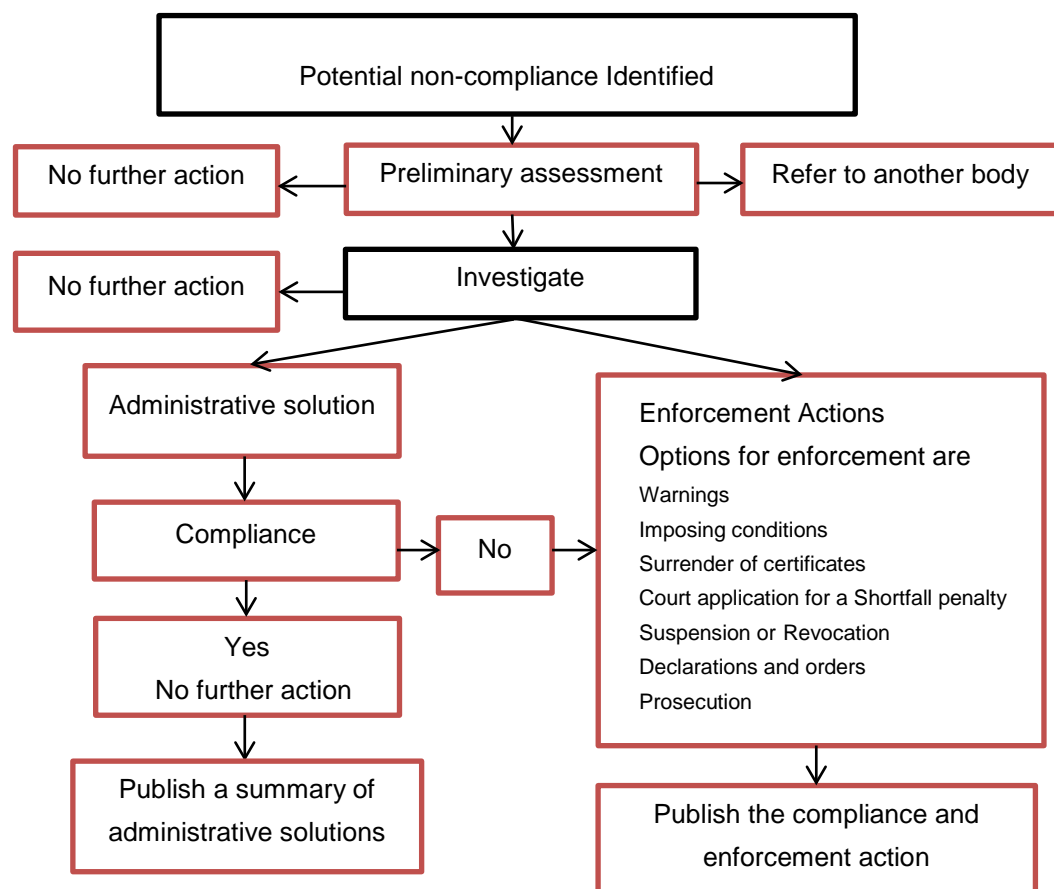 Potential non-compliance Identified
No further action
Preliminary assessment
Refer to another body
No further action
Investigate
Administrative solution
Enforcement Actions
Options for enforcement are
Warnings
Imposing conditions
Surrender of certificates
Court application for a Shortfall penalty
Suspension or Revocation
Declarations and orders
Prosecution
Compliance
No
Yes
No further action
Publish a summary of
administrative solutions
Publish the compliance and
enforcement action